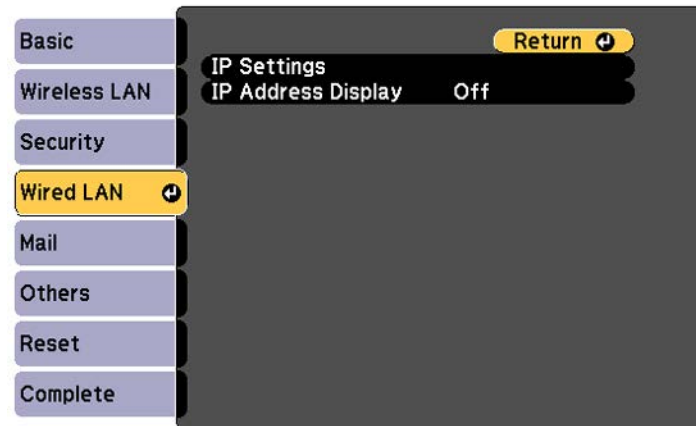 Basic
Wireless LAN
Security
Wired LAN
Mail
Others
Reset
Complete
Return
IP Settings
IP Address Display Off